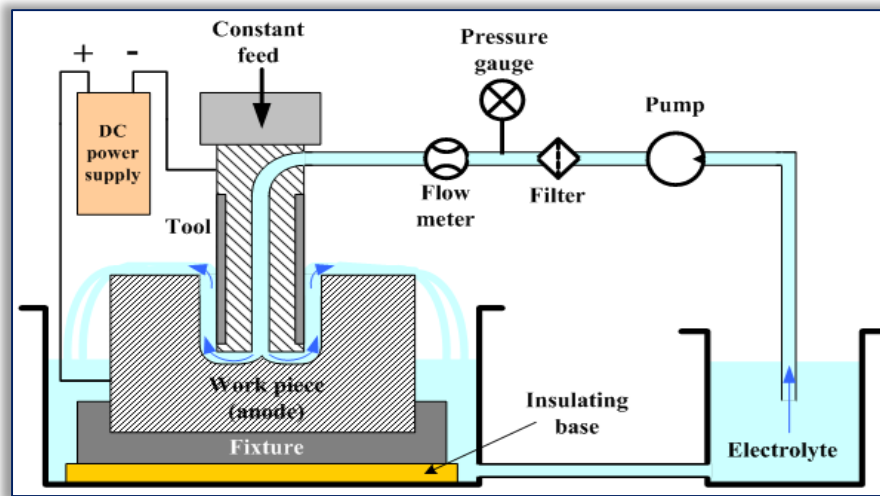 Constant
feed
Pressure
gauge
Pump
+ -
DC
power
supply
Flow
meter
Filter
Tool
Work piece
(anode)
Insulating
base
Fixture
Electrolyte